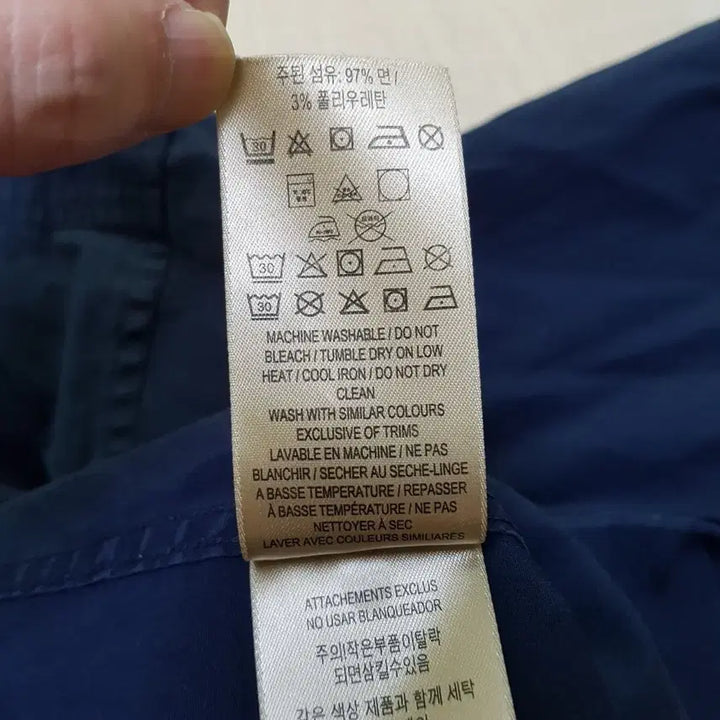 주된 섬유: 97% 면 /
3% 폴리우레탄
30
30
30
MACHINE WASHABLE / DO NOT
BLEACH / TUMBLE DRY ON LOW
HEAT / COOL IRON / DO NOT DRY
CLEAN
WASH WITH SIMILAR COLOURS
EXCLUSIVE OF TRIMS
LAVABLE EN MACHINE / NE PAS
BLANCHIR / SECHER AU SECHE-LINGE
A BASSE TEMPERATURE / REPASSER
À BASSE TEMPÉRATURE / NE PAS
NETTOYER À SEC
LAVER AVEC COULEURS SIMILIARES
ATTACHEMENTS EXCLUS
NO USAR BLANQUEADOR
주의!작은부품이탈락
되면삼킬수있음
같은 색상 제품과 함께 세탁